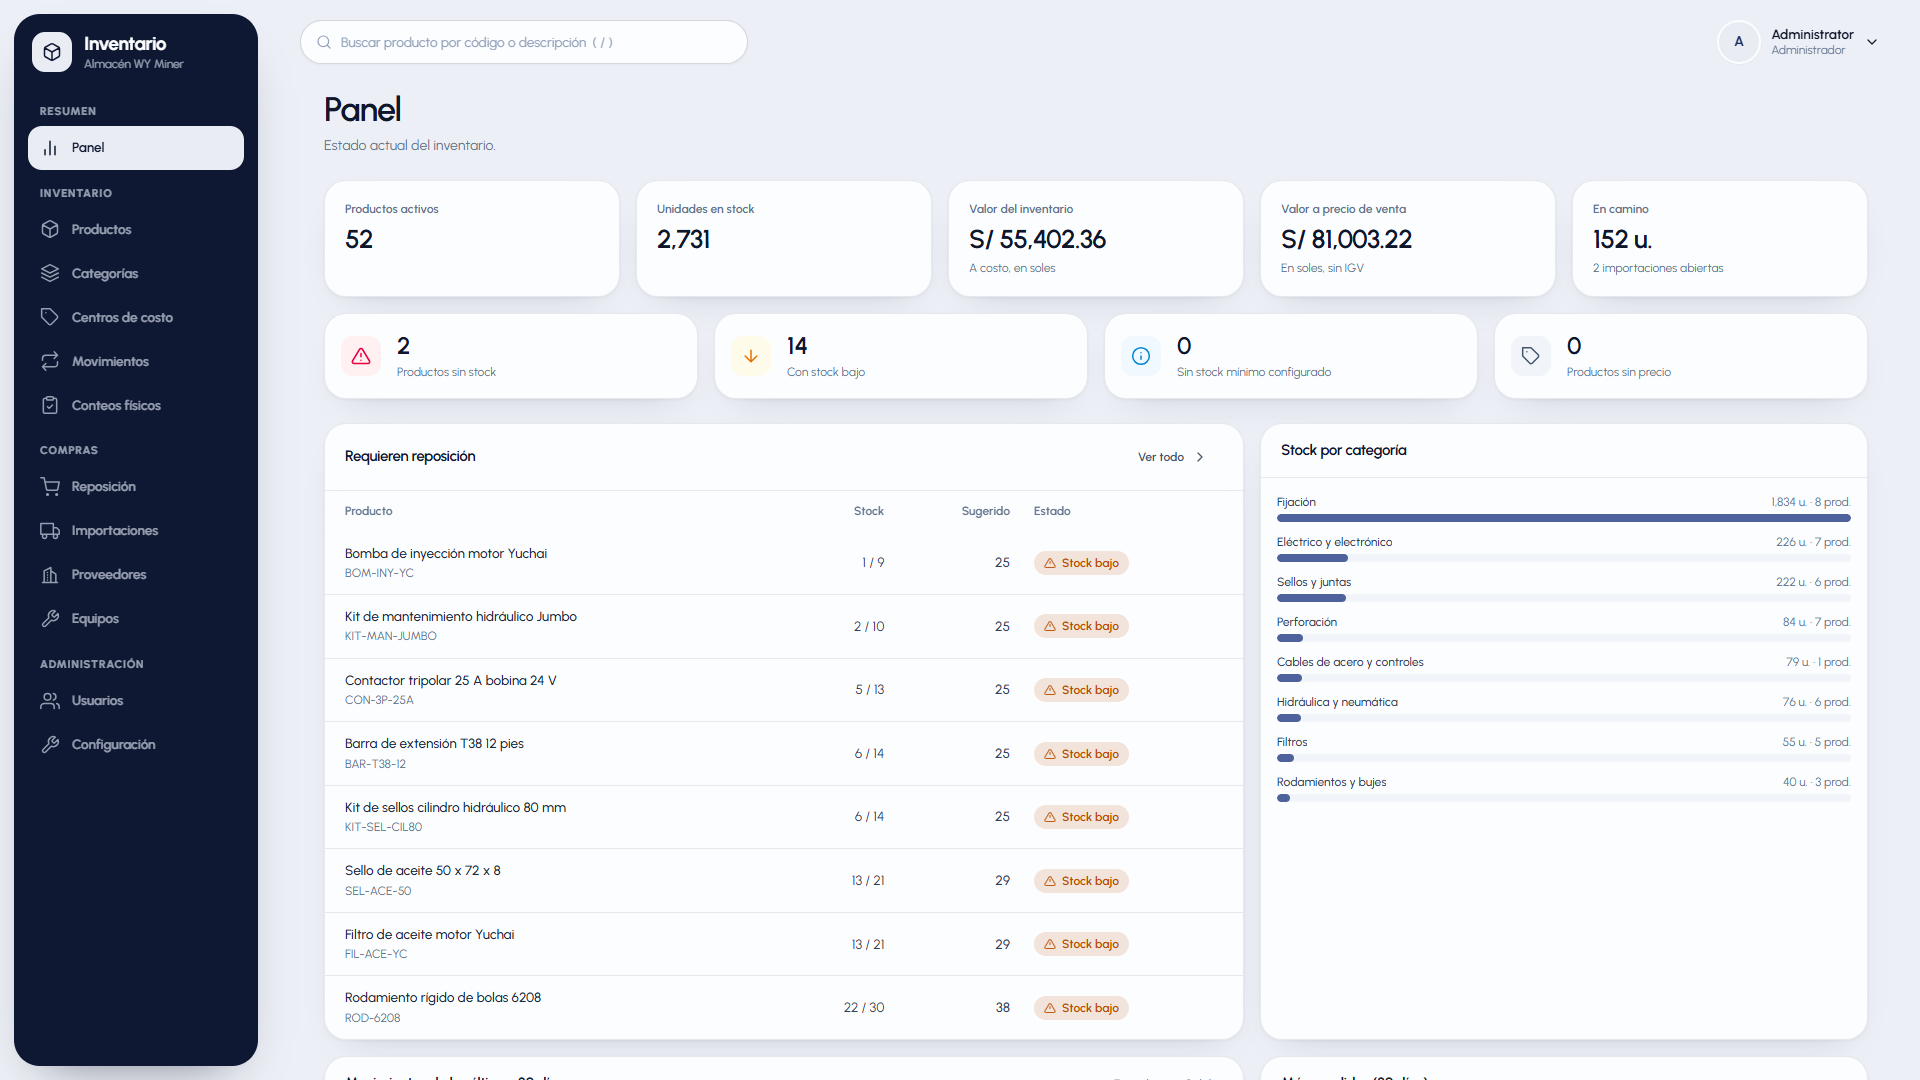 Inventario
Almacén WY Miner
RESUMEN
Panel
INVENTARIO
Productos
Categorías
Centros de costo
Movimientos
Conteos físicos
COMPRAS
Reposición
Importaciones
Proveedores
Equipos
ADMINISTRACIÓN
Usuarios
Configuración
Buscar producto por código o descripción ( / )
A
Administrator
Administrador
Panel
Estado actual del inventario.
Productos activos
52
Unidades en stock
2,731
Valor del inventario
S/ 55,402.36
A costo, en soles
Valor a precio de venta
S/ 81,003.22
En soles, sin IGV
En camino
152 u.
2 importaciones abiertas
2
Productos sin stock
14
Con stock bajo
0
Sin stock mínimo configurado
0
Productos sin precio
Requieren reposición
Ver todo
Producto Stock Sugerido Estado
Bomba de inyección motor Yuchai
BOM-INY-YC
1 / 9 25 Stock bajo
Kit de mantenimiento hidráulico Jumbo
KIT-MAN-JUMBO
2 / 10 25 Stock bajo
Contactor tripolar 25 A bobina 24 V
CON-3P-25A
5 / 13 25 Stock bajo
Barra de extensión T38 12 pies
BAR-T38-12
6 / 14 25 Stock bajo
Kit de sellos cilindro hidráulico 80 mm
KIT-SEL-CIL80
6 / 14 25 Stock bajo
Sello de aceite 50 x 72 x 8
SEL-ACE-50
13 / 21 29 Stock bajo
Filtro de aceite motor Yuchai
FIL-ACE-YC
13 / 21 29 Stock bajo
Rodamiento rígido de bolas 6208
ROD-6208
22 / 30 38 Stock bajo
Stock por categoría
Fijación 1,834 u. · 8 prod.
Eléctrico y electrónico 226 u. · 7 prod.
Sellos y juntas 222 u. · 6 prod.
Perforación 84 u. · 7 prod.
Cables de acero y controles 79 u. · 1 prod.
Hidráulica y neumática 76 u. · 6 prod.
Filtros 55 u. · 5 prod.
Rodamientos y bujes 40 u. · 3 prod.